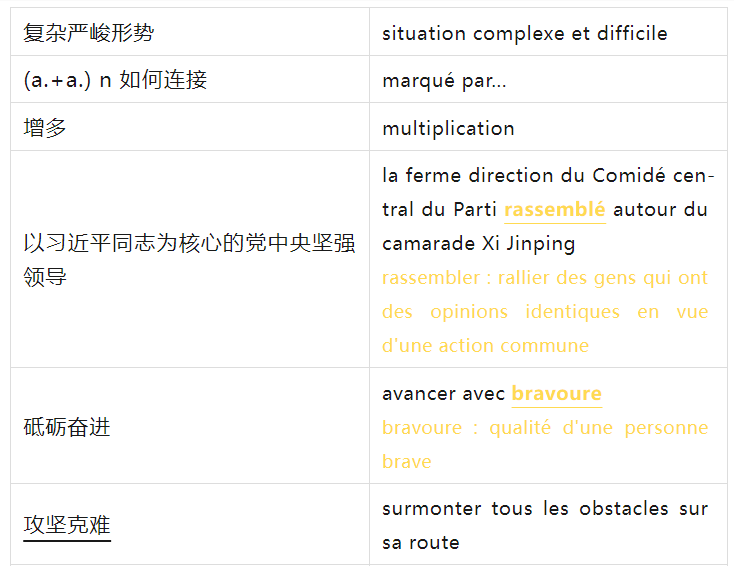 复杂严峻形势
situation complexe et difficile
(a.+a.) n 如何连接
marqué par...
增多
multiplication
以习近平同志为核心的党中央坚强
领导
la ferme direction du Comidé cen-
tral du Parti rassemblé autour du
camarade Xi Jinping
rassembler : rallier des gens qui ont
des opinions identiques en vue
d'une action commune
砥砺奋进
avancer avec bravoure
bravoure : qualité d'une personne
brave
攻坚克难
surmonter tous les obstacles sur
sa route